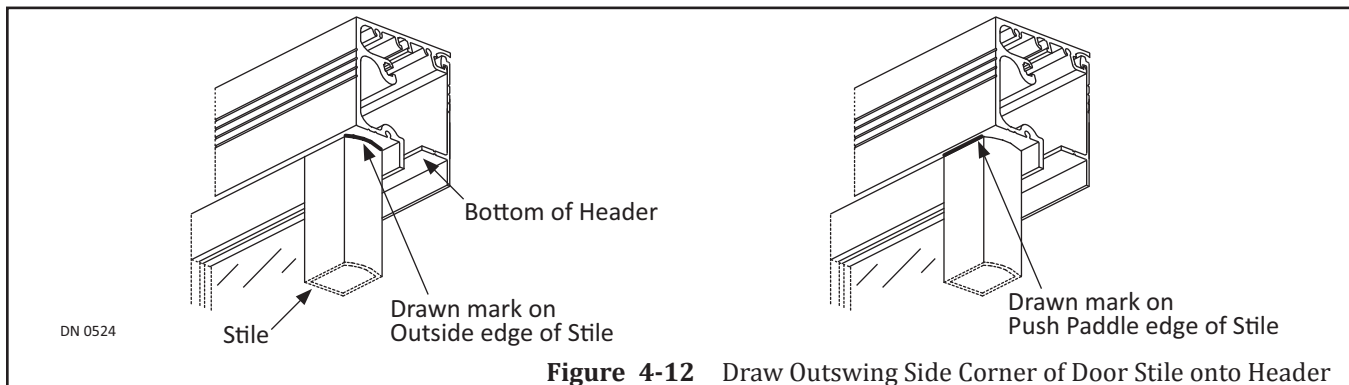 Bottom of Header
Drawn mark on
Outside edge of Stile
Stile
DN 0524
Drawn mark on
Push Paddle edge of Stile
Figure 4-12 Draw Outswing Side Corner of Door Stile onto Header